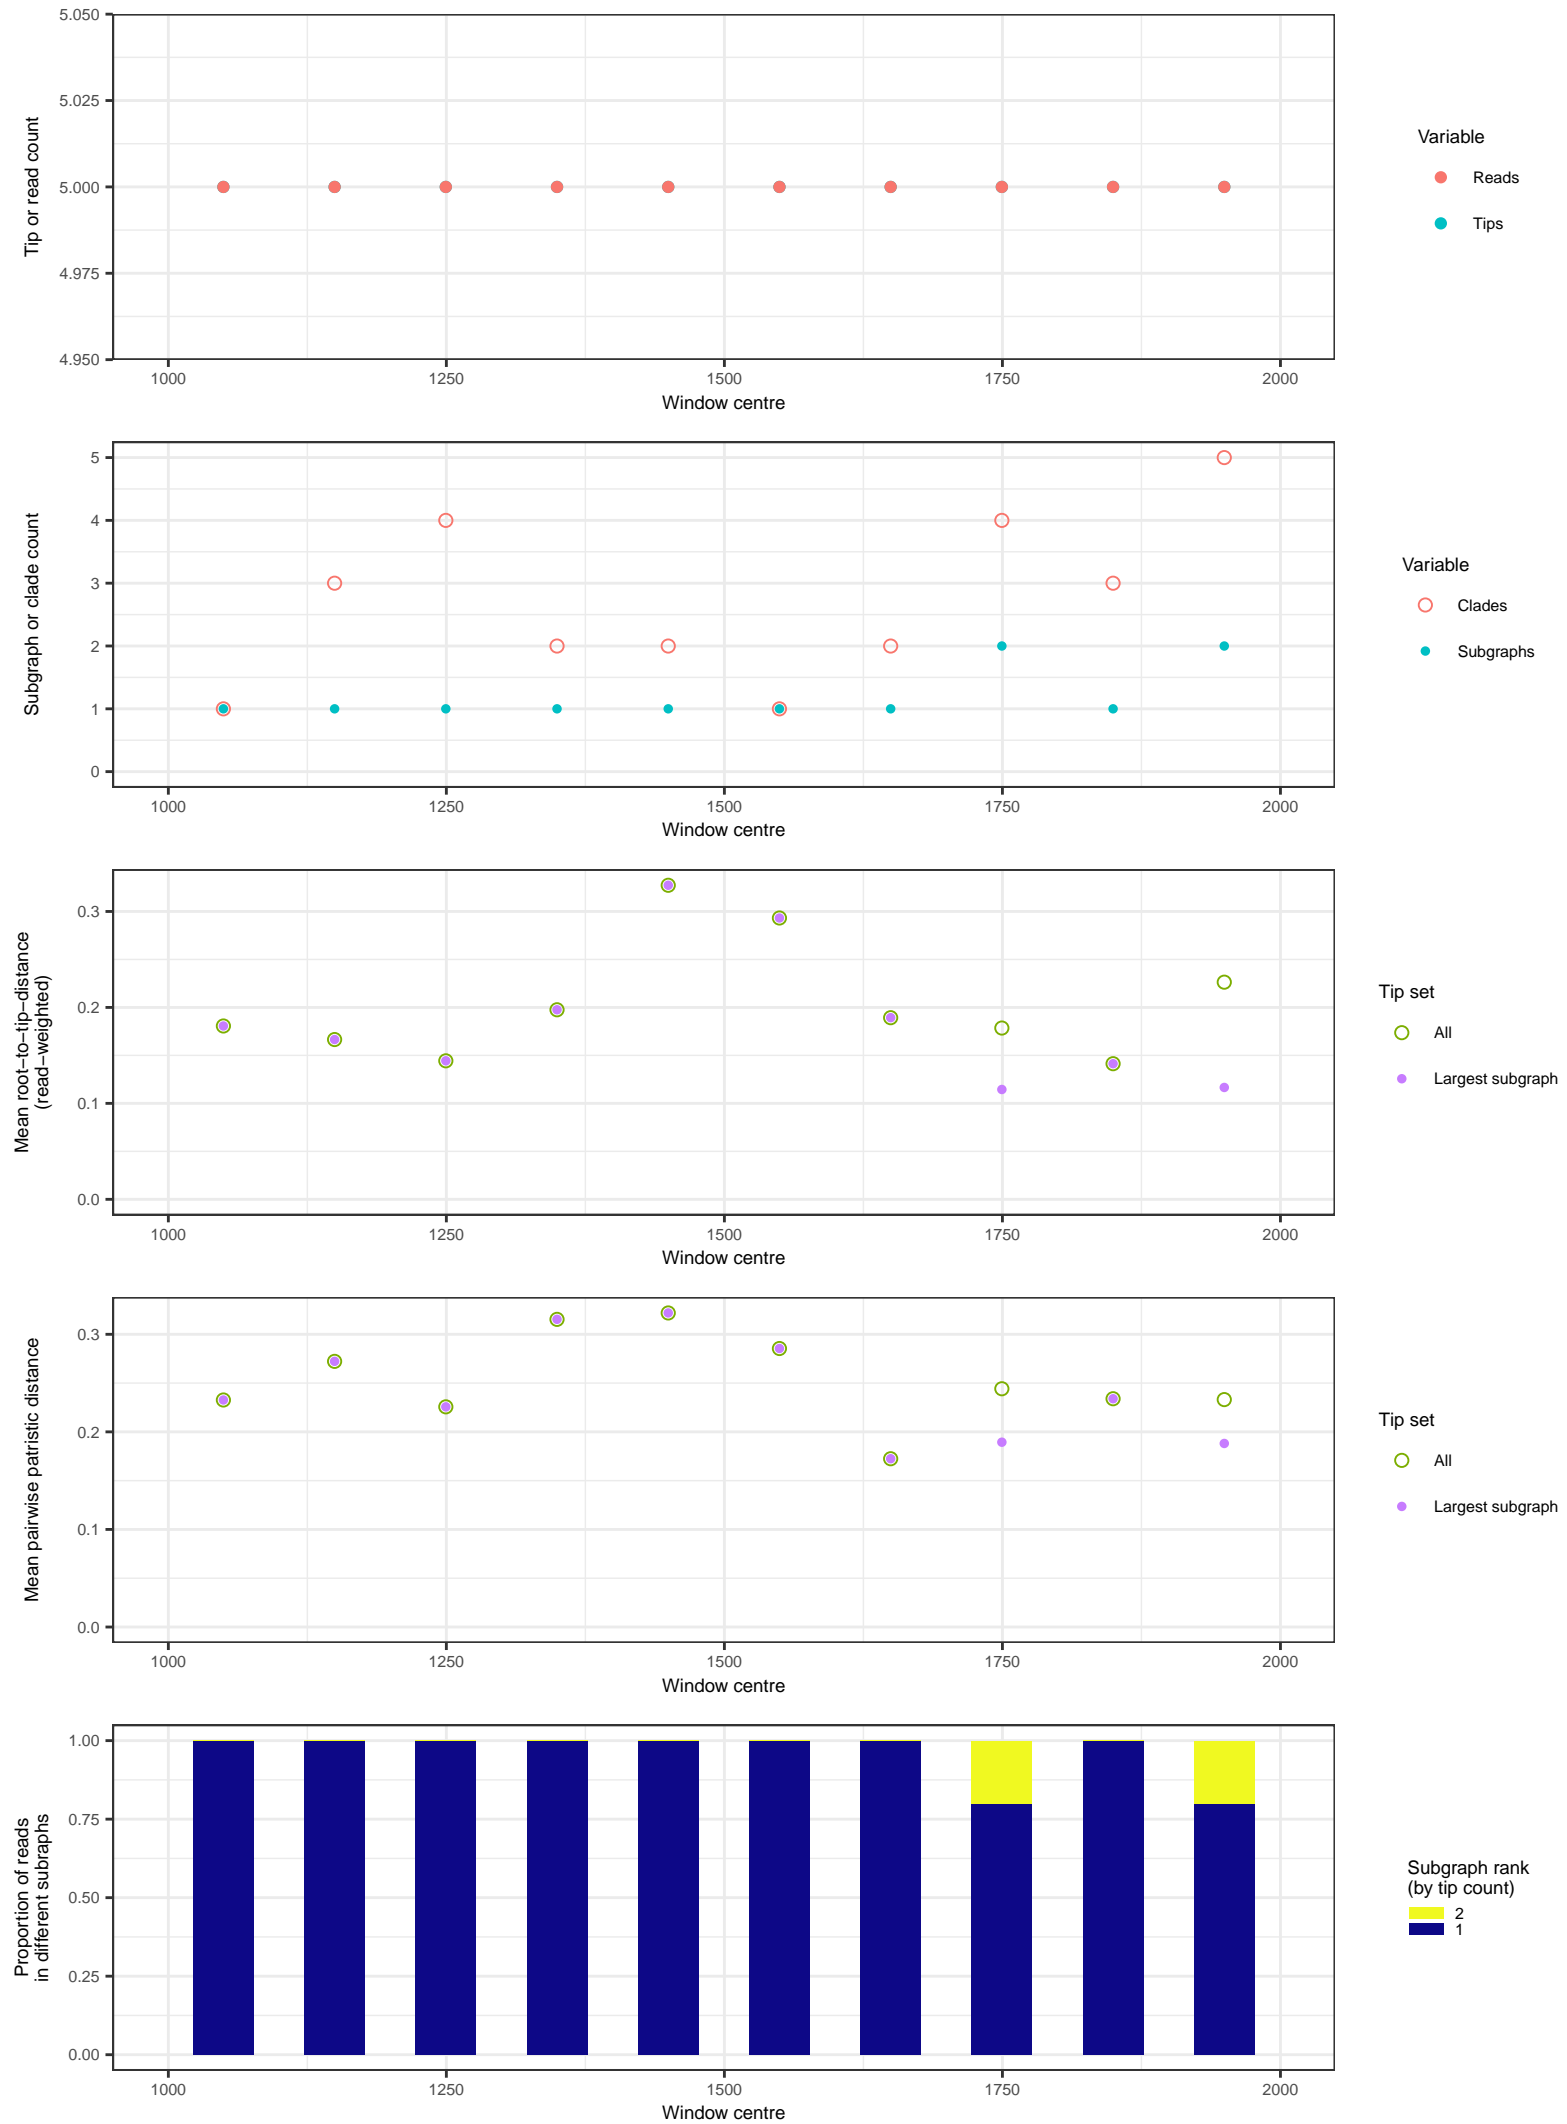 5.050
5.025
5.000
4.975
4.950
Tip or read count
1000 1250 1500 1750 2000
Window centre
Variable
Reads
Tips
5
4
3
2
1
0
Subgraph or clade count
1000 1250 1500 1750 2000
Window centre
Variable
Clades
Subgraphs
0.3
0.2
0.1
0.0
Mean root−to−tip−distance
(read−weighted)
1000 1250 1500 1750 2000
Window centre
Tip set
All
Largest subgraph
0.3
0.2
0.1
0.0
Mean pairwise patristic distance
1000 1250 1500 1750 2000
Window centre
Tip set
All
Largest subgraph
1.00
0.75
0.50
0.25
0.00
Proportion of reads
in different subraphs
1000 1250 1500 1750 2000
Window centre
Subgraph rank
(by tip count)
2
1